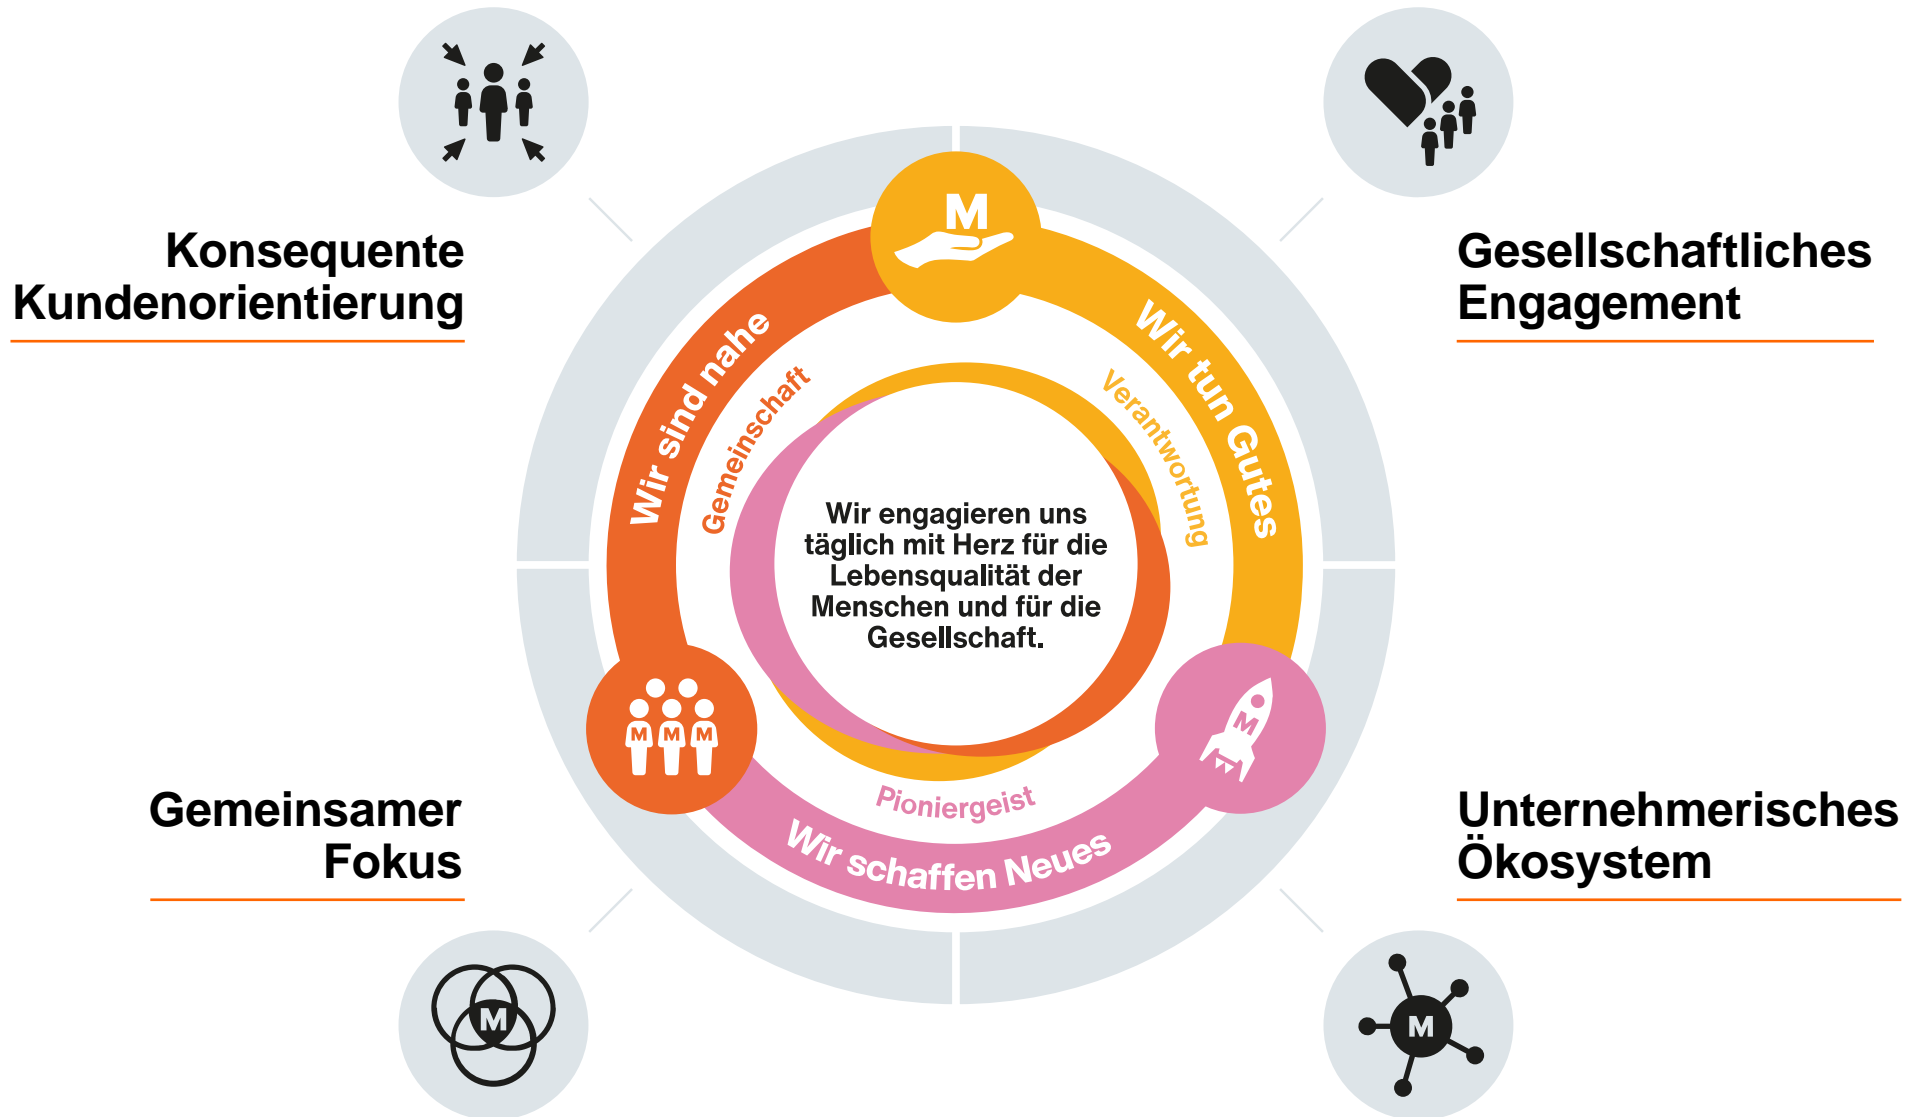 Konsequente
Kundenorientierung
Gesellschaftliches
Engagement
M
Wir sind nahe
Gemeinschaft
Wir tun Gutes
Verantwortung
Wir engagieren uns
täglich mit Herz für die
Lebensqualität der
Menschen und für die
Gesellschaft.
M M M
M
Pioniergeist
Wir schaffen Neues
Gemeinsamer
Fokus
Unternehmerisches
Ökosystem
M
M